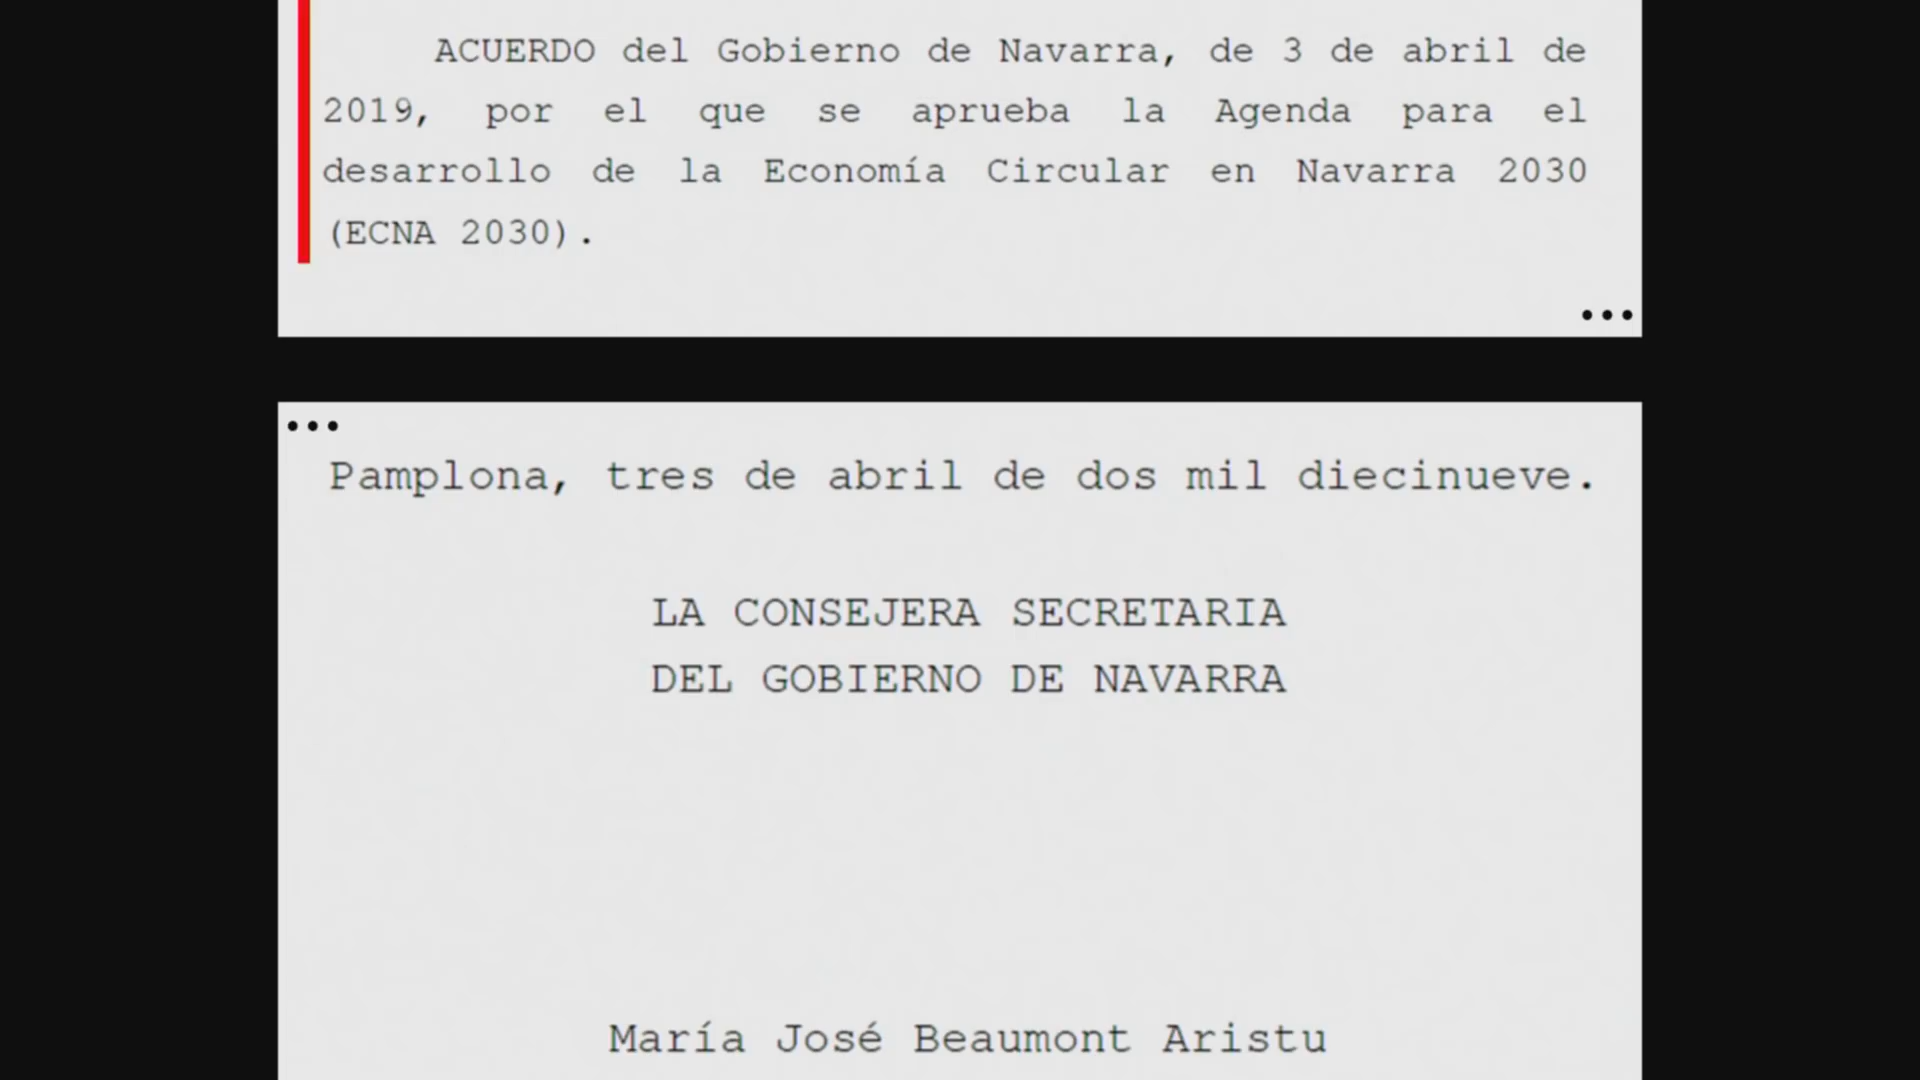 ACUERDO del Gobierno de Navarra, de 3 de abril de
2019, por el que se aprueba la Agenda para el
desarrollo de la Economía Circular en Navarra 2030
(ECNA 2030).
...
...
Pamplona, tres de abril de dos mil diecinueve.
LA CONSEJERA SECRETARIA
DEL GOBIERNO DE NAVARRA
María José Beaumont Aristu